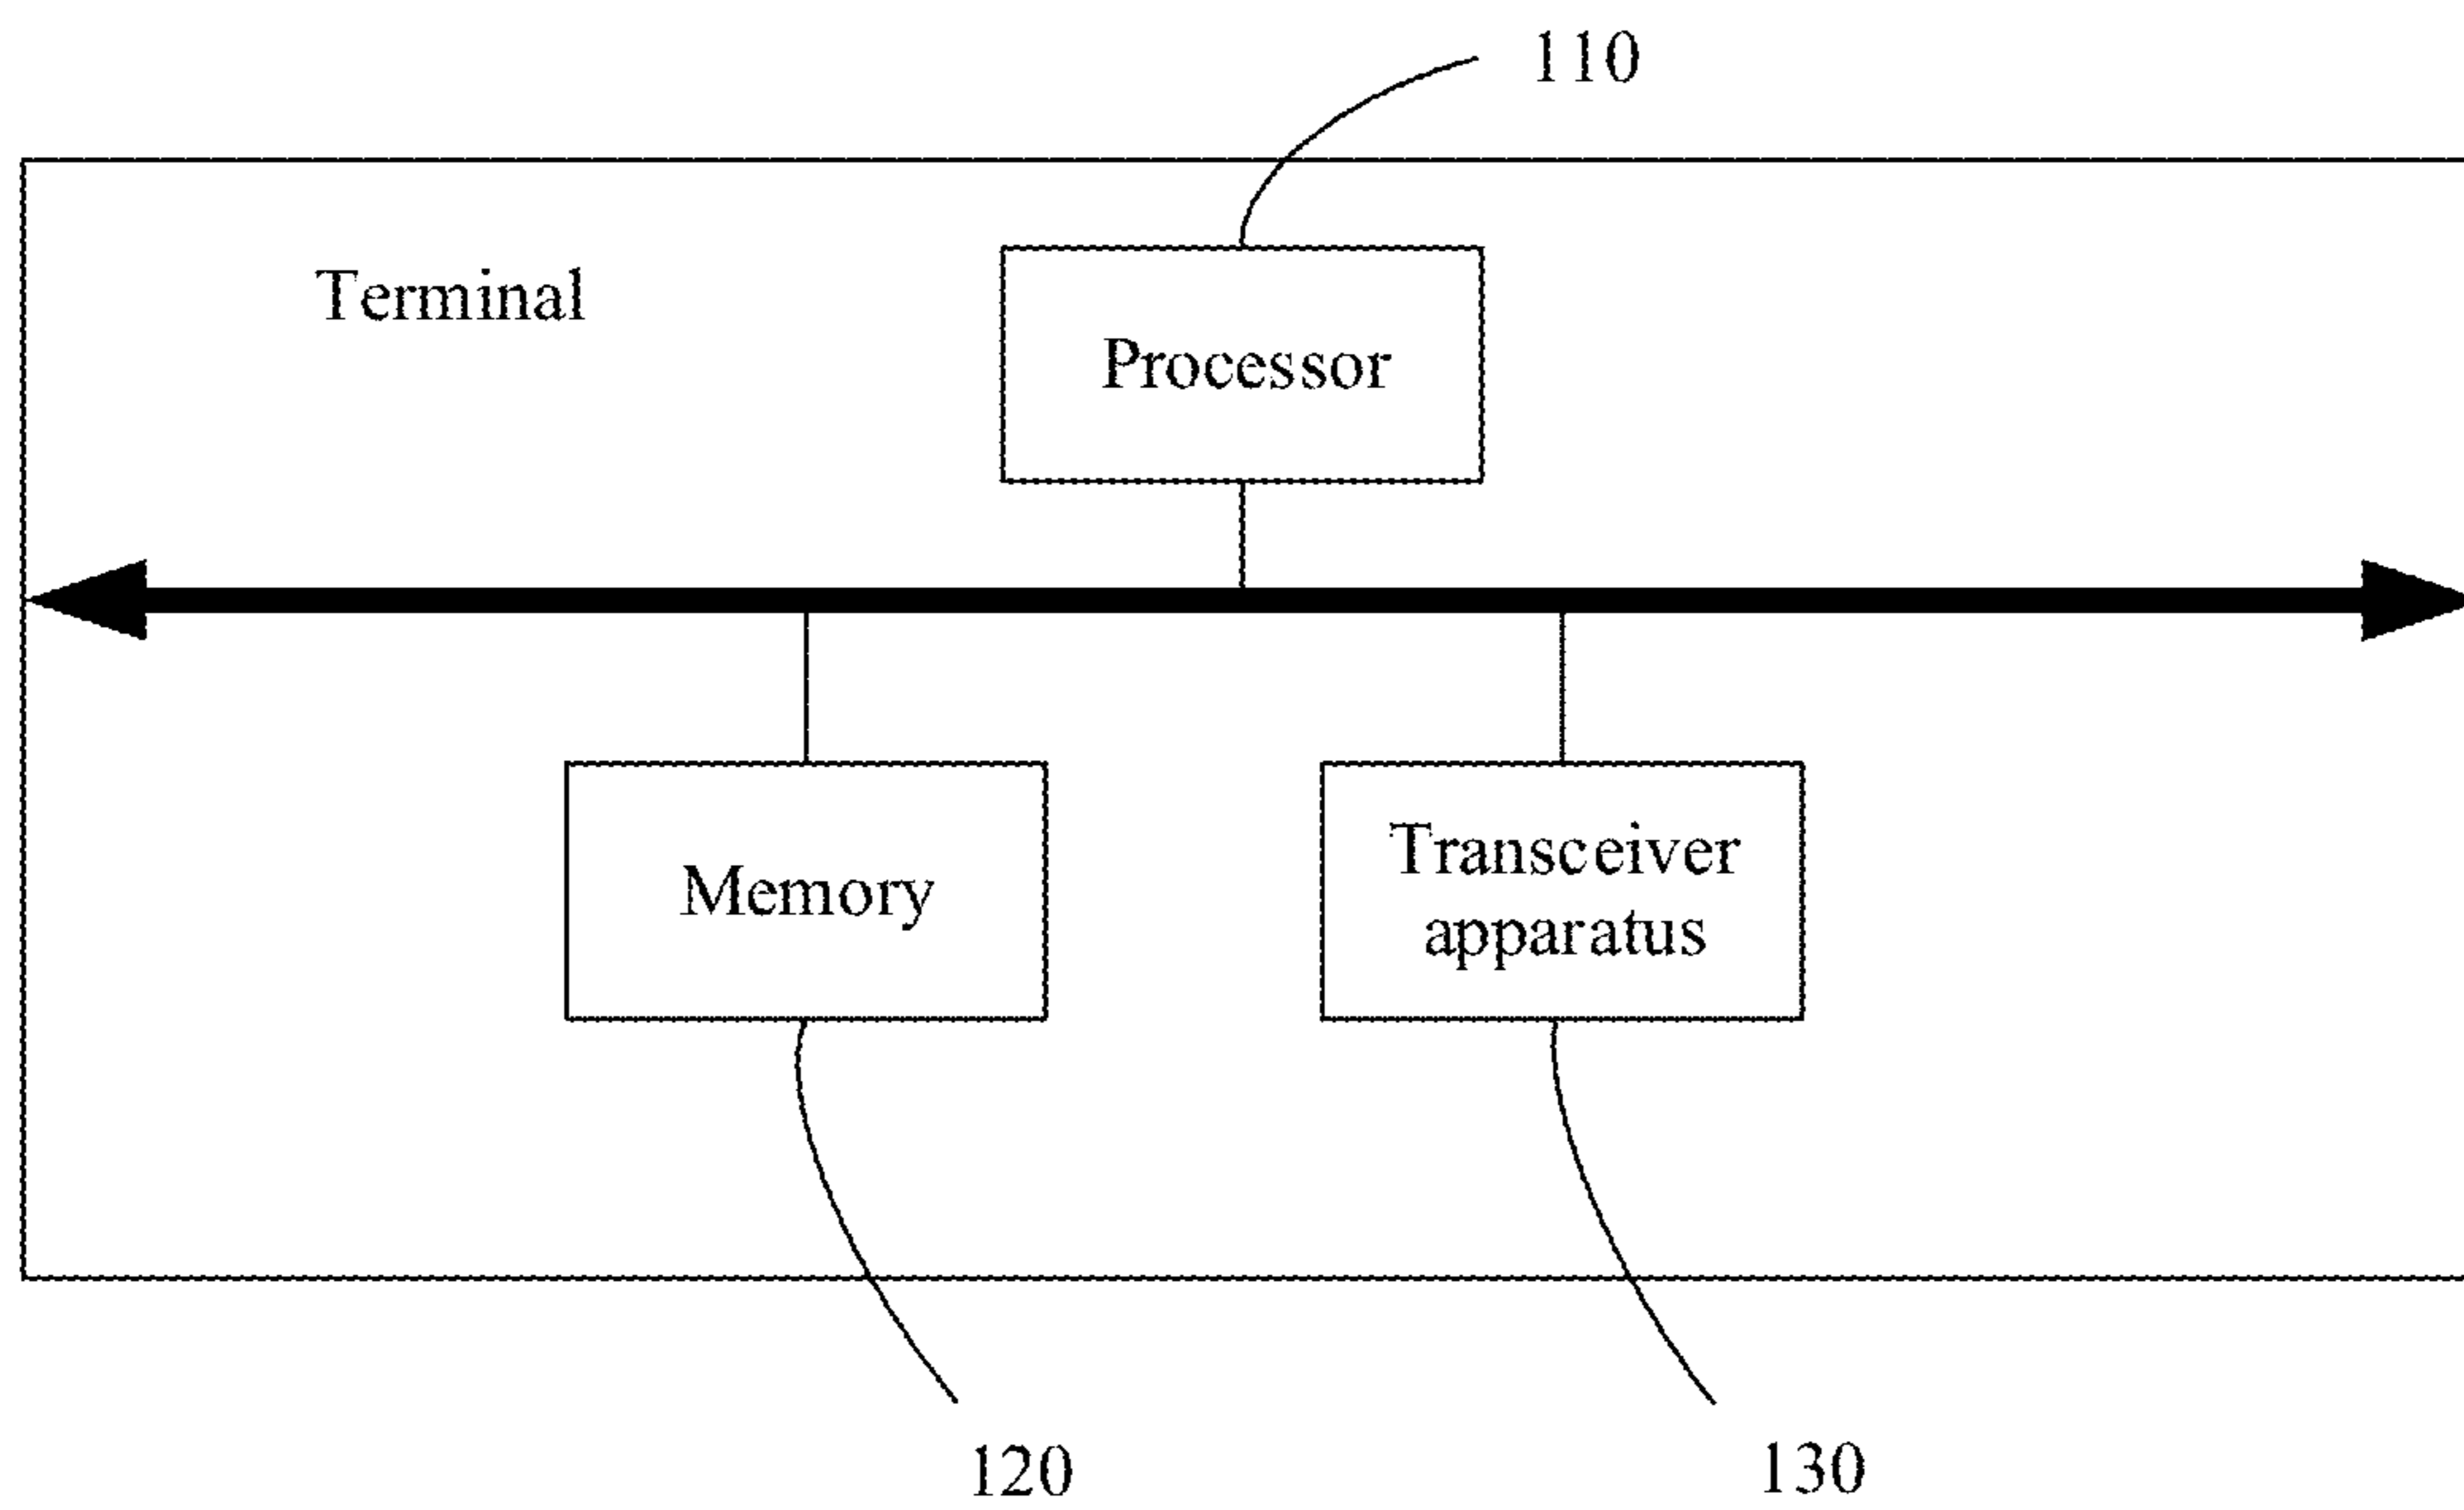 110
Terminal
Processor
Memory
Transceiver
apparatus
120
130